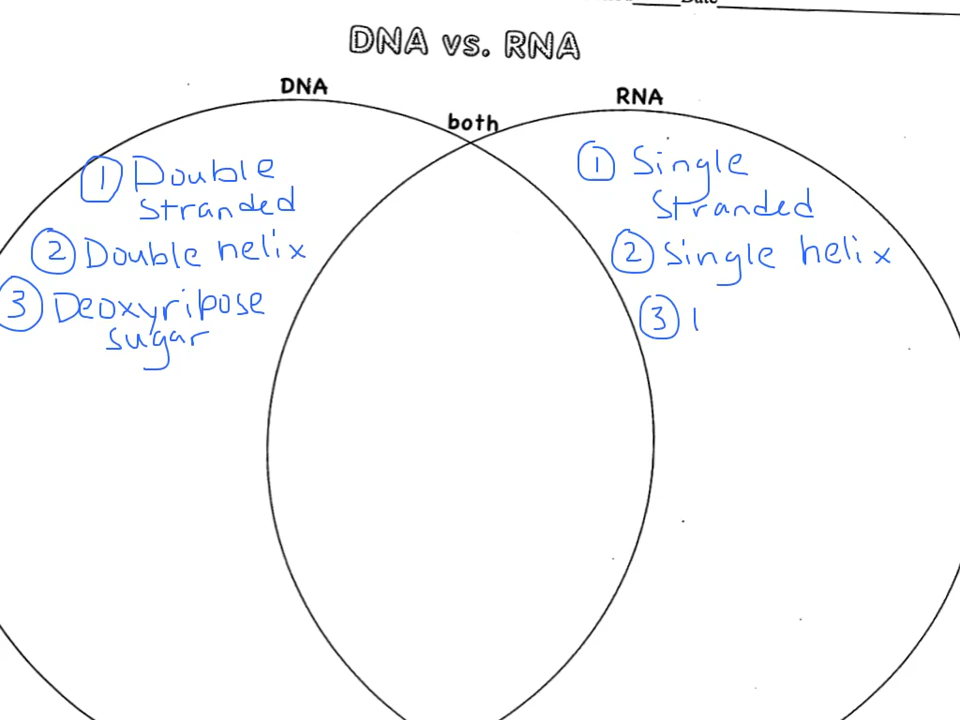 Date
DNA vs. RNA
DNA
both
RNA
① Double
stranded
② Double helix
③ Deoxyribose
sugar
① Single
stranded
② Single helix
③ |